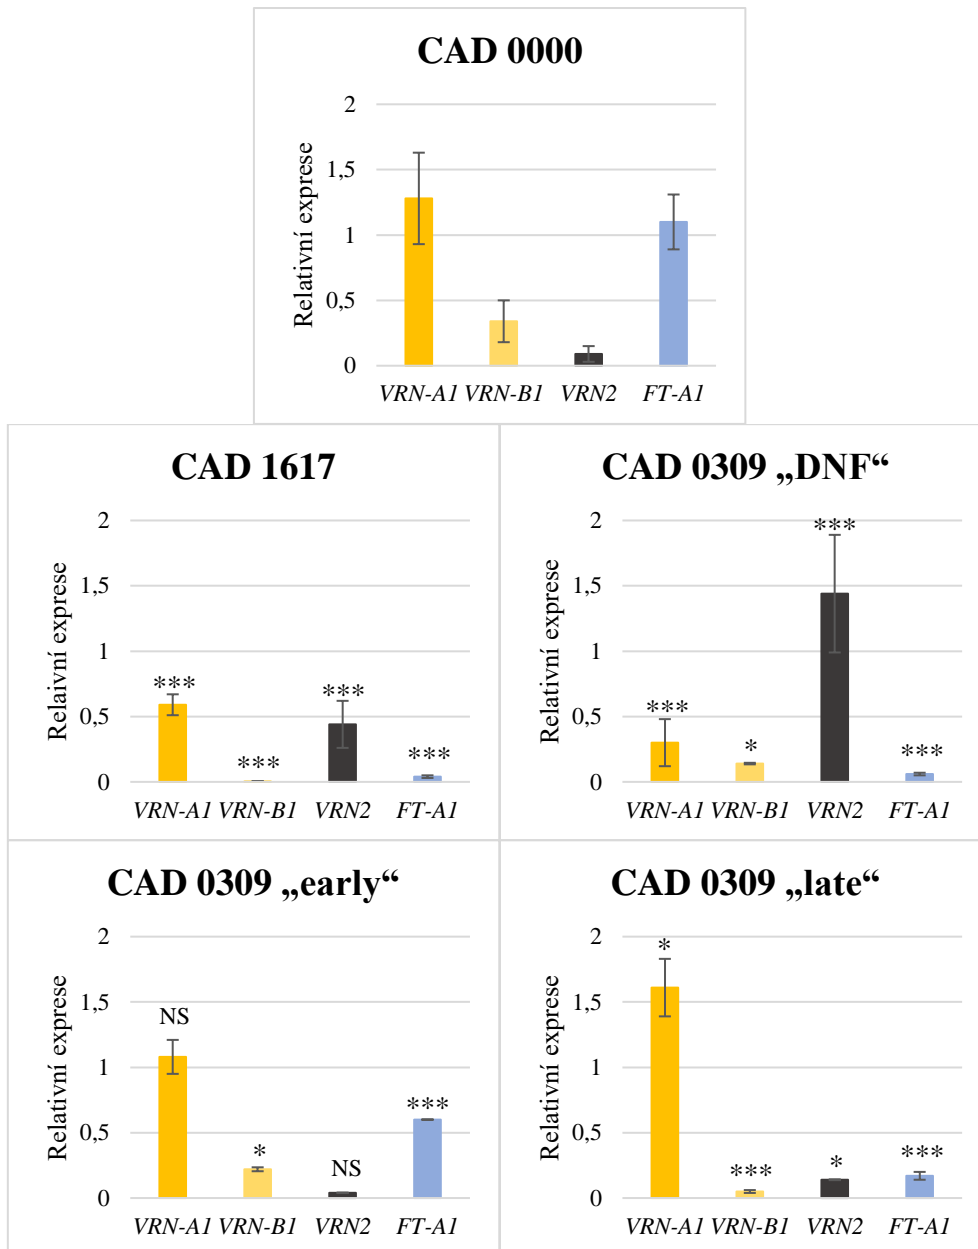 CAD 0000
Relativní exprese
2
1,5
1
0,5
0
VRN-A1 VRN-B1 VRN2 FT-A1
CAD 1617
Relaivní exprese
2
1,5
1
0,5
0
*** *** *** ***
VRN-A1 VRN-B1 VRN2 FT-A1
CAD 0309 „DNF“
Relativní exprese
2
1,5
1
0,5
0
*** * *** ***
VRN-A1 VRN-B1 VRN2 FT-A1
CAD 0309 „early“
Relativní exprese
2
1,5
1
0,5
0
NS * NS ***
VRN-A1 VRN-B1 VRN2 FT-A1
CAD 0309 „late“
Relativní exprese
2
1,5
1
0,5
0
* *** * ***
VRN-A1 VRN-B1 VRN2 FT-A1